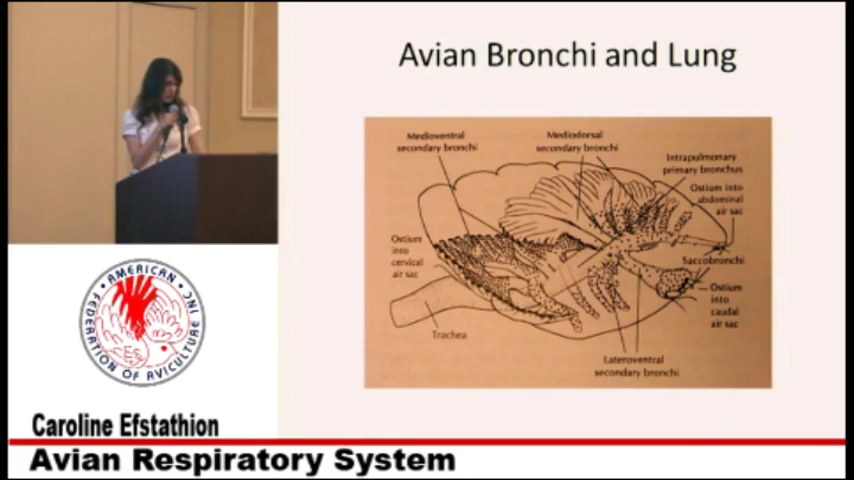 Avian Bronchi and Lung
Medioventral
secondary bronchi
Mediodorsal
secondary bronchi
Intrapulmonary
primary bronchus
Ostium into
abdominal
air sac
Ostium
into
cervical
air sac
Saccobronchi
Ostium
into
caudal
air sac
Trachea
Lateroventral
secondary bronchi
AMERICAN
FEDERATION OF AVICULTURE INC
Caroline Efstathion
Avian Respiratory System